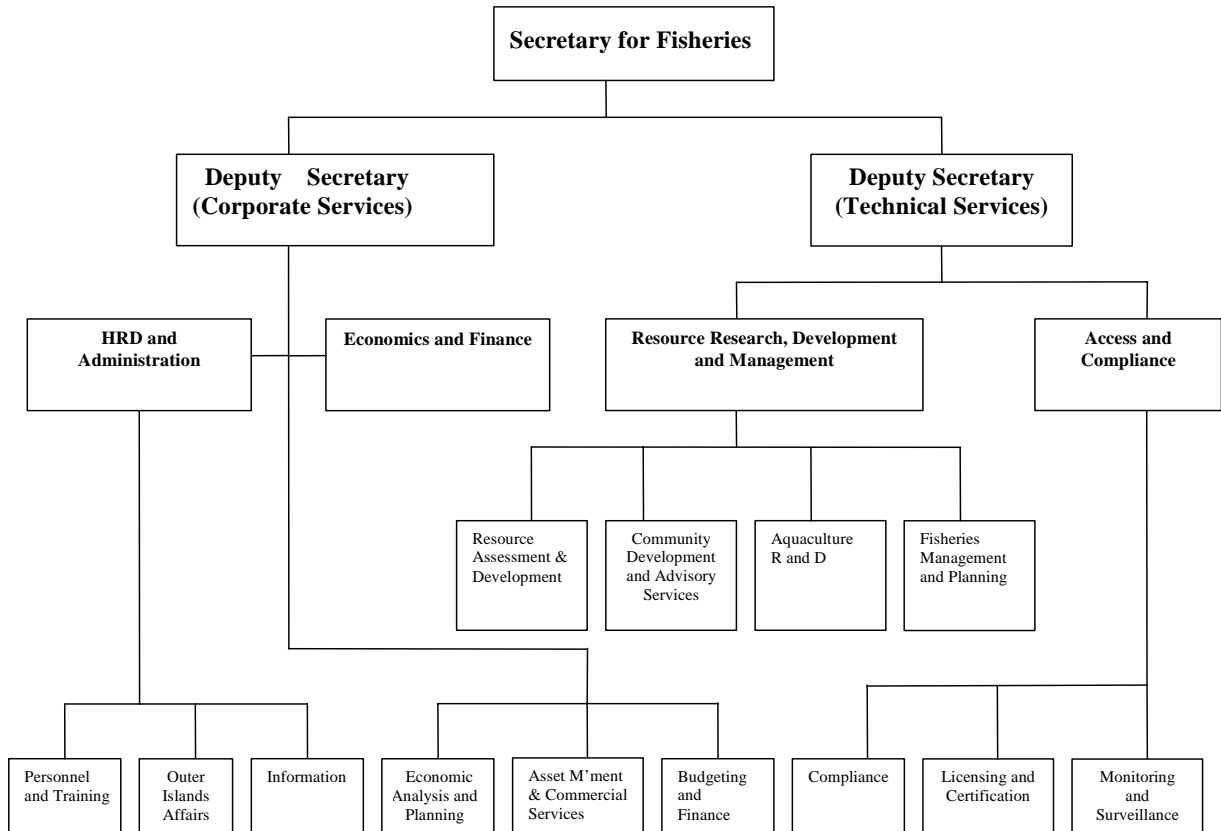 Secretary for Fisheries
Deputy Secretary
(Corporate Services)
Deputy Secretary
(Technical Services)
HRD and
Administration
Economics and Finance
Resource Research, Development
and Management
Access and
Compliance
Resource
Assessment &
Development
Community
Development
and Advisory
Services
Aquaculture
R and D
Fisheries
Management
and Planning
Personnel
and Training
Outer
Islands
Affairs
Information
Economic
Analysis and
Planning
Asset M’ment
& Commercial
Services
Budgeting
and
Finance
Compliance
Licensing and
Certification
Monitoring
and
Surveillance